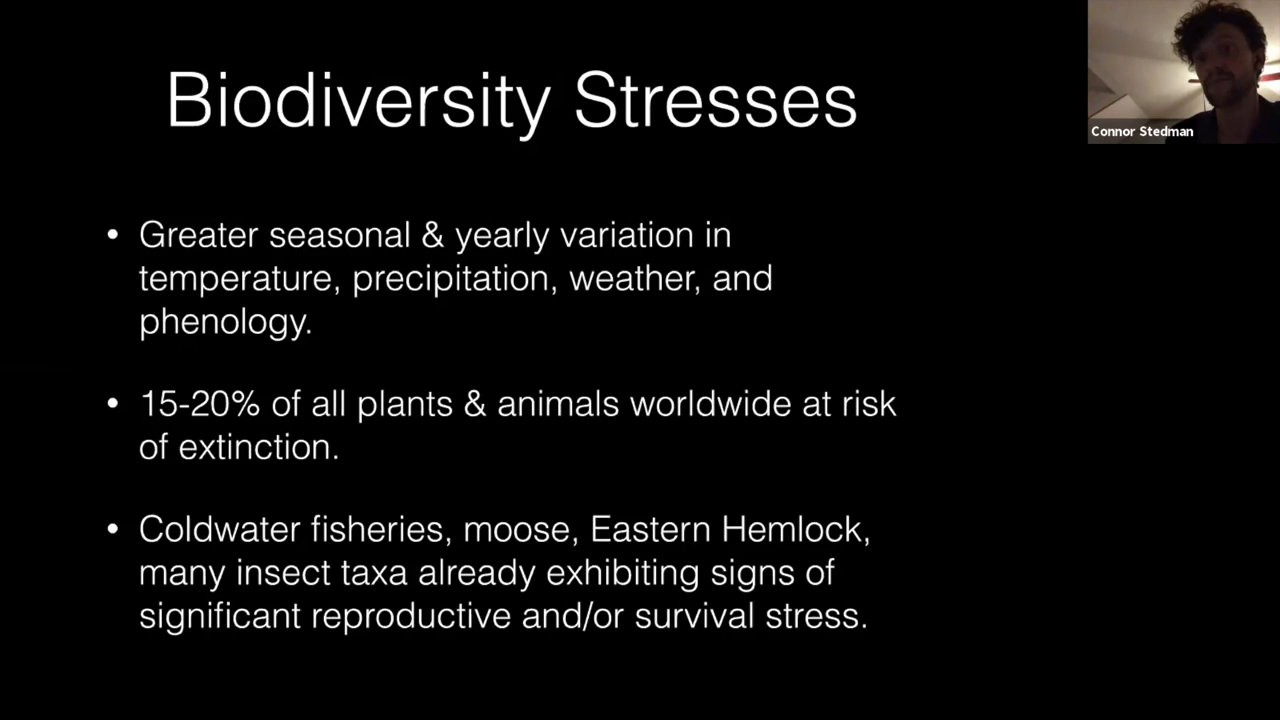 Biodiversity Stresses
Connor Stedman
• Greater seasonal & yearly variation in
temperature, precipitation, weather, and
phenology.
• 15-20% of all plants & animals worldwide at risk
of extinction.
• Coldwater fisheries, moose, Eastern Hemlock,
many insect taxa already exhibiting signs of
significant reproductive and/or survival stress.